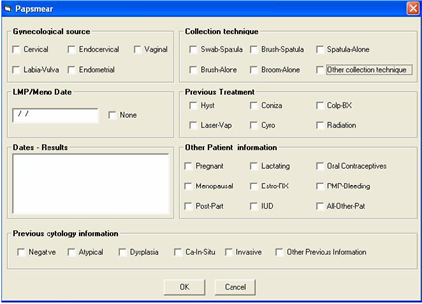 Papsmear
Gynecological source
Cervical Endocervical Vaginal
Labia-Vulva Endometrial
Collection technique
Swab-Spatula Brush-Spatula Spatula-Alone
Brush-Alone Broom-Alone Other collection technique
LMP/Meno Date
/ / None
Previous Treatment
Hyst Coniza Colp-BX
Laser-Vap Cyro Radiation
Dates - Results
Other Patient information
Pregnant Lactating Oral Contraceptives
Menopausal Estro-RX PMP-Bleeding
Post-Part IUD All-Other-Pat
Previous cytology information
Negative Atypical Dysplasia Ca-In-Situ Invasive Other Previous Information
OK Cancel